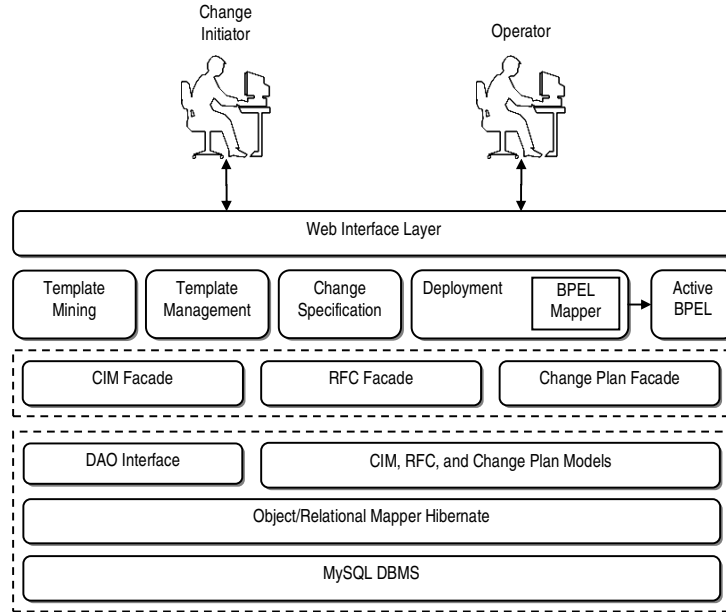 Change
Initiator
Operator
Web Interface Layer
Template
Mining
Template
Management
Change
Specification
Deployment
BPEL
Mapper
Active
BPEL
CIM Facade
RFC Facade
Change Plan Facade
DAO Interface
CIM, RFC, and Change Plan Models
Object/Relational Mapper Hibernate
MySQL DBMS